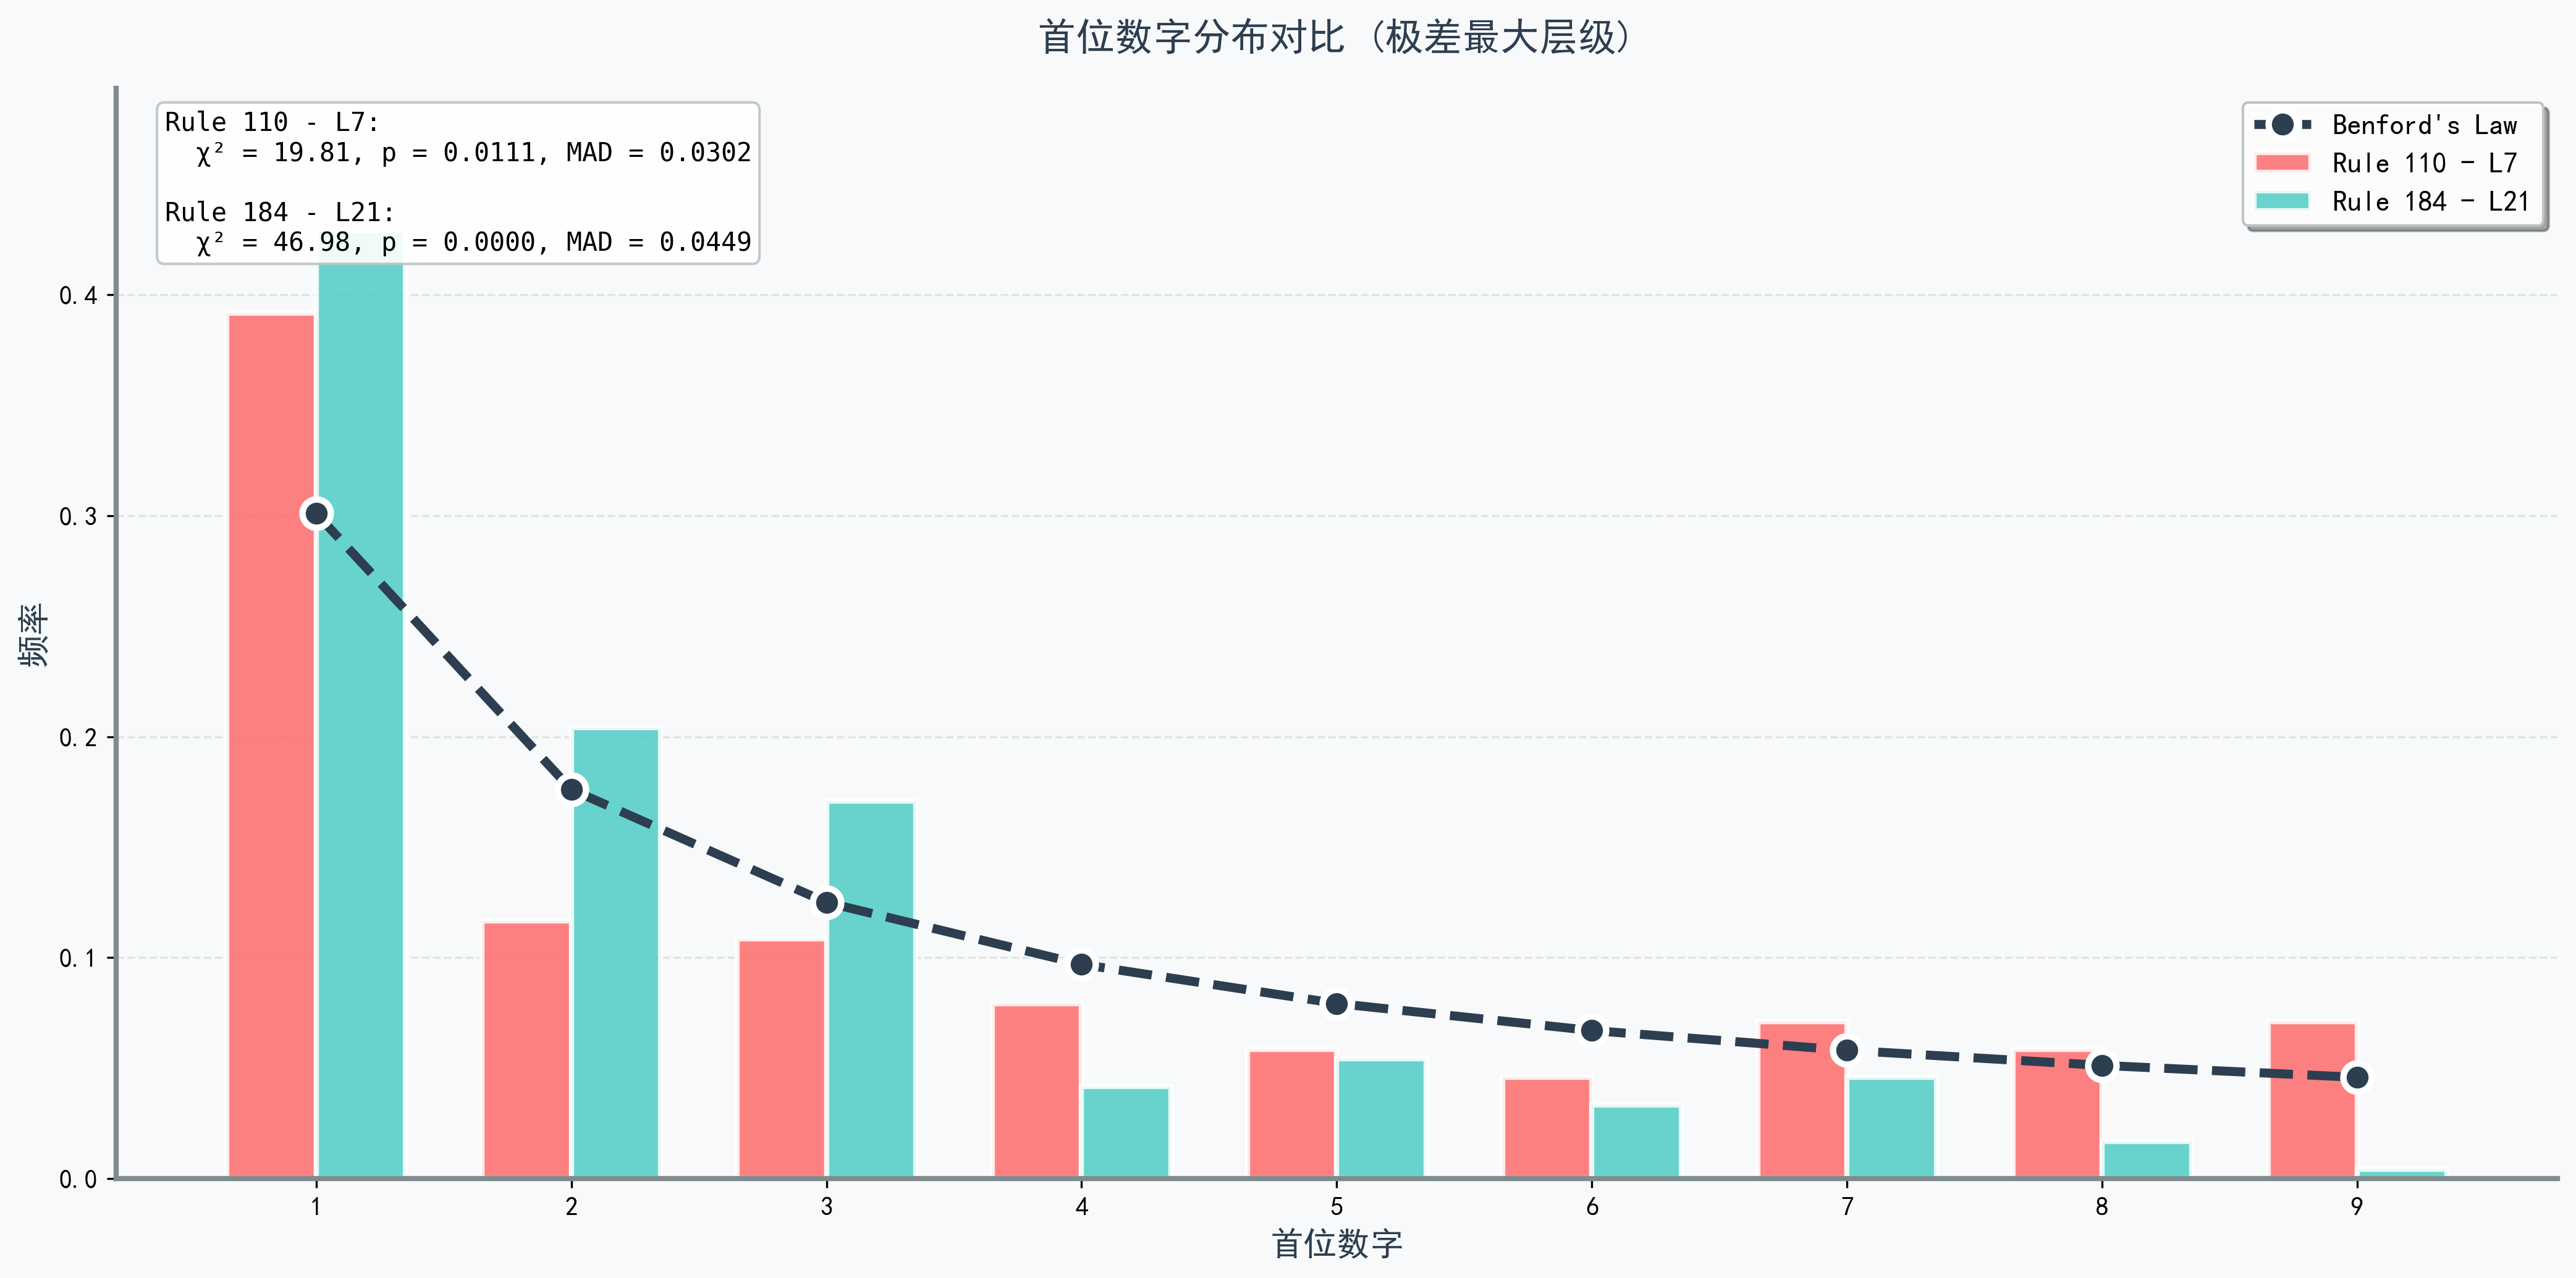 首位数字分布对比 (极差最大层级)
Rule 110 - L7:
χ² = 19.81, p = 0.0111, MAD = 0.0302
Rule 184 - L21:
χ² = 46.98, p = 0.0000, MAD = 0.0449
Benford's Law
Rule 110 - L7
Rule 184 - L21
频率
0.4
0.3
0.2
0.1
0.0
1 2 3 4 5 6 7 8 9
首位数字